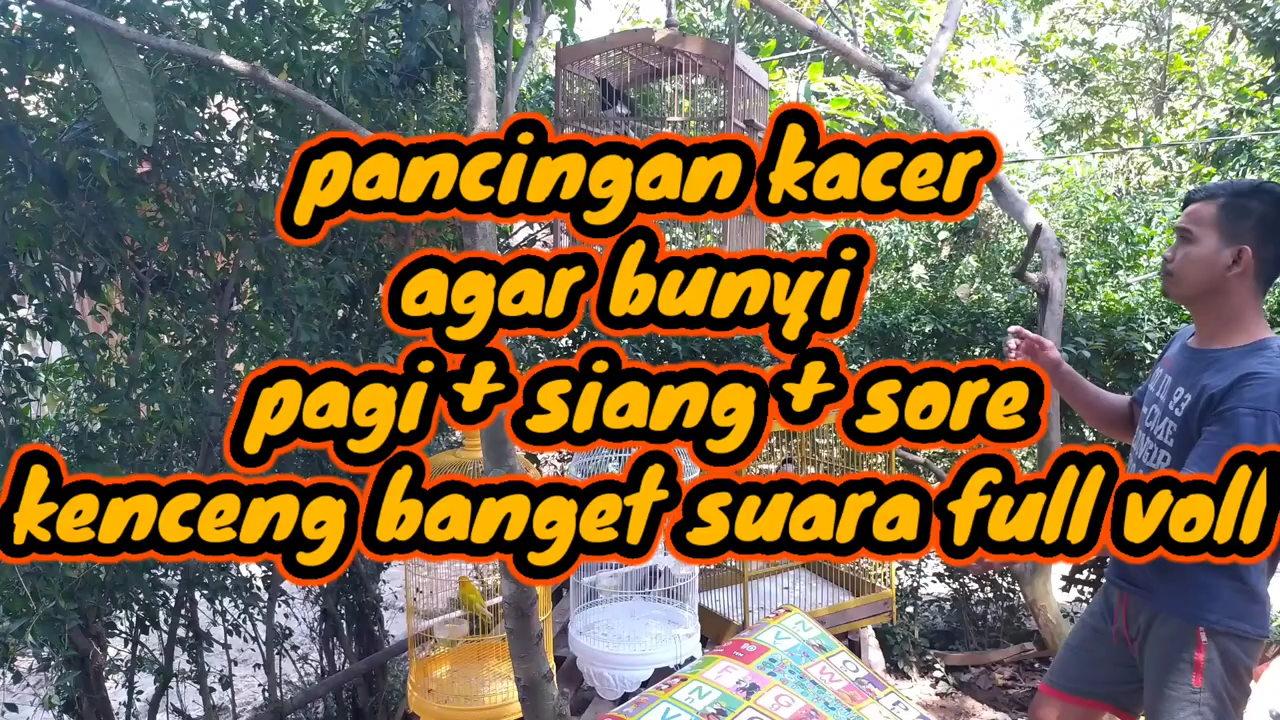 pancingan kacer
agar bunyi
pagi + siang + sore
kenceng banget suara full voll